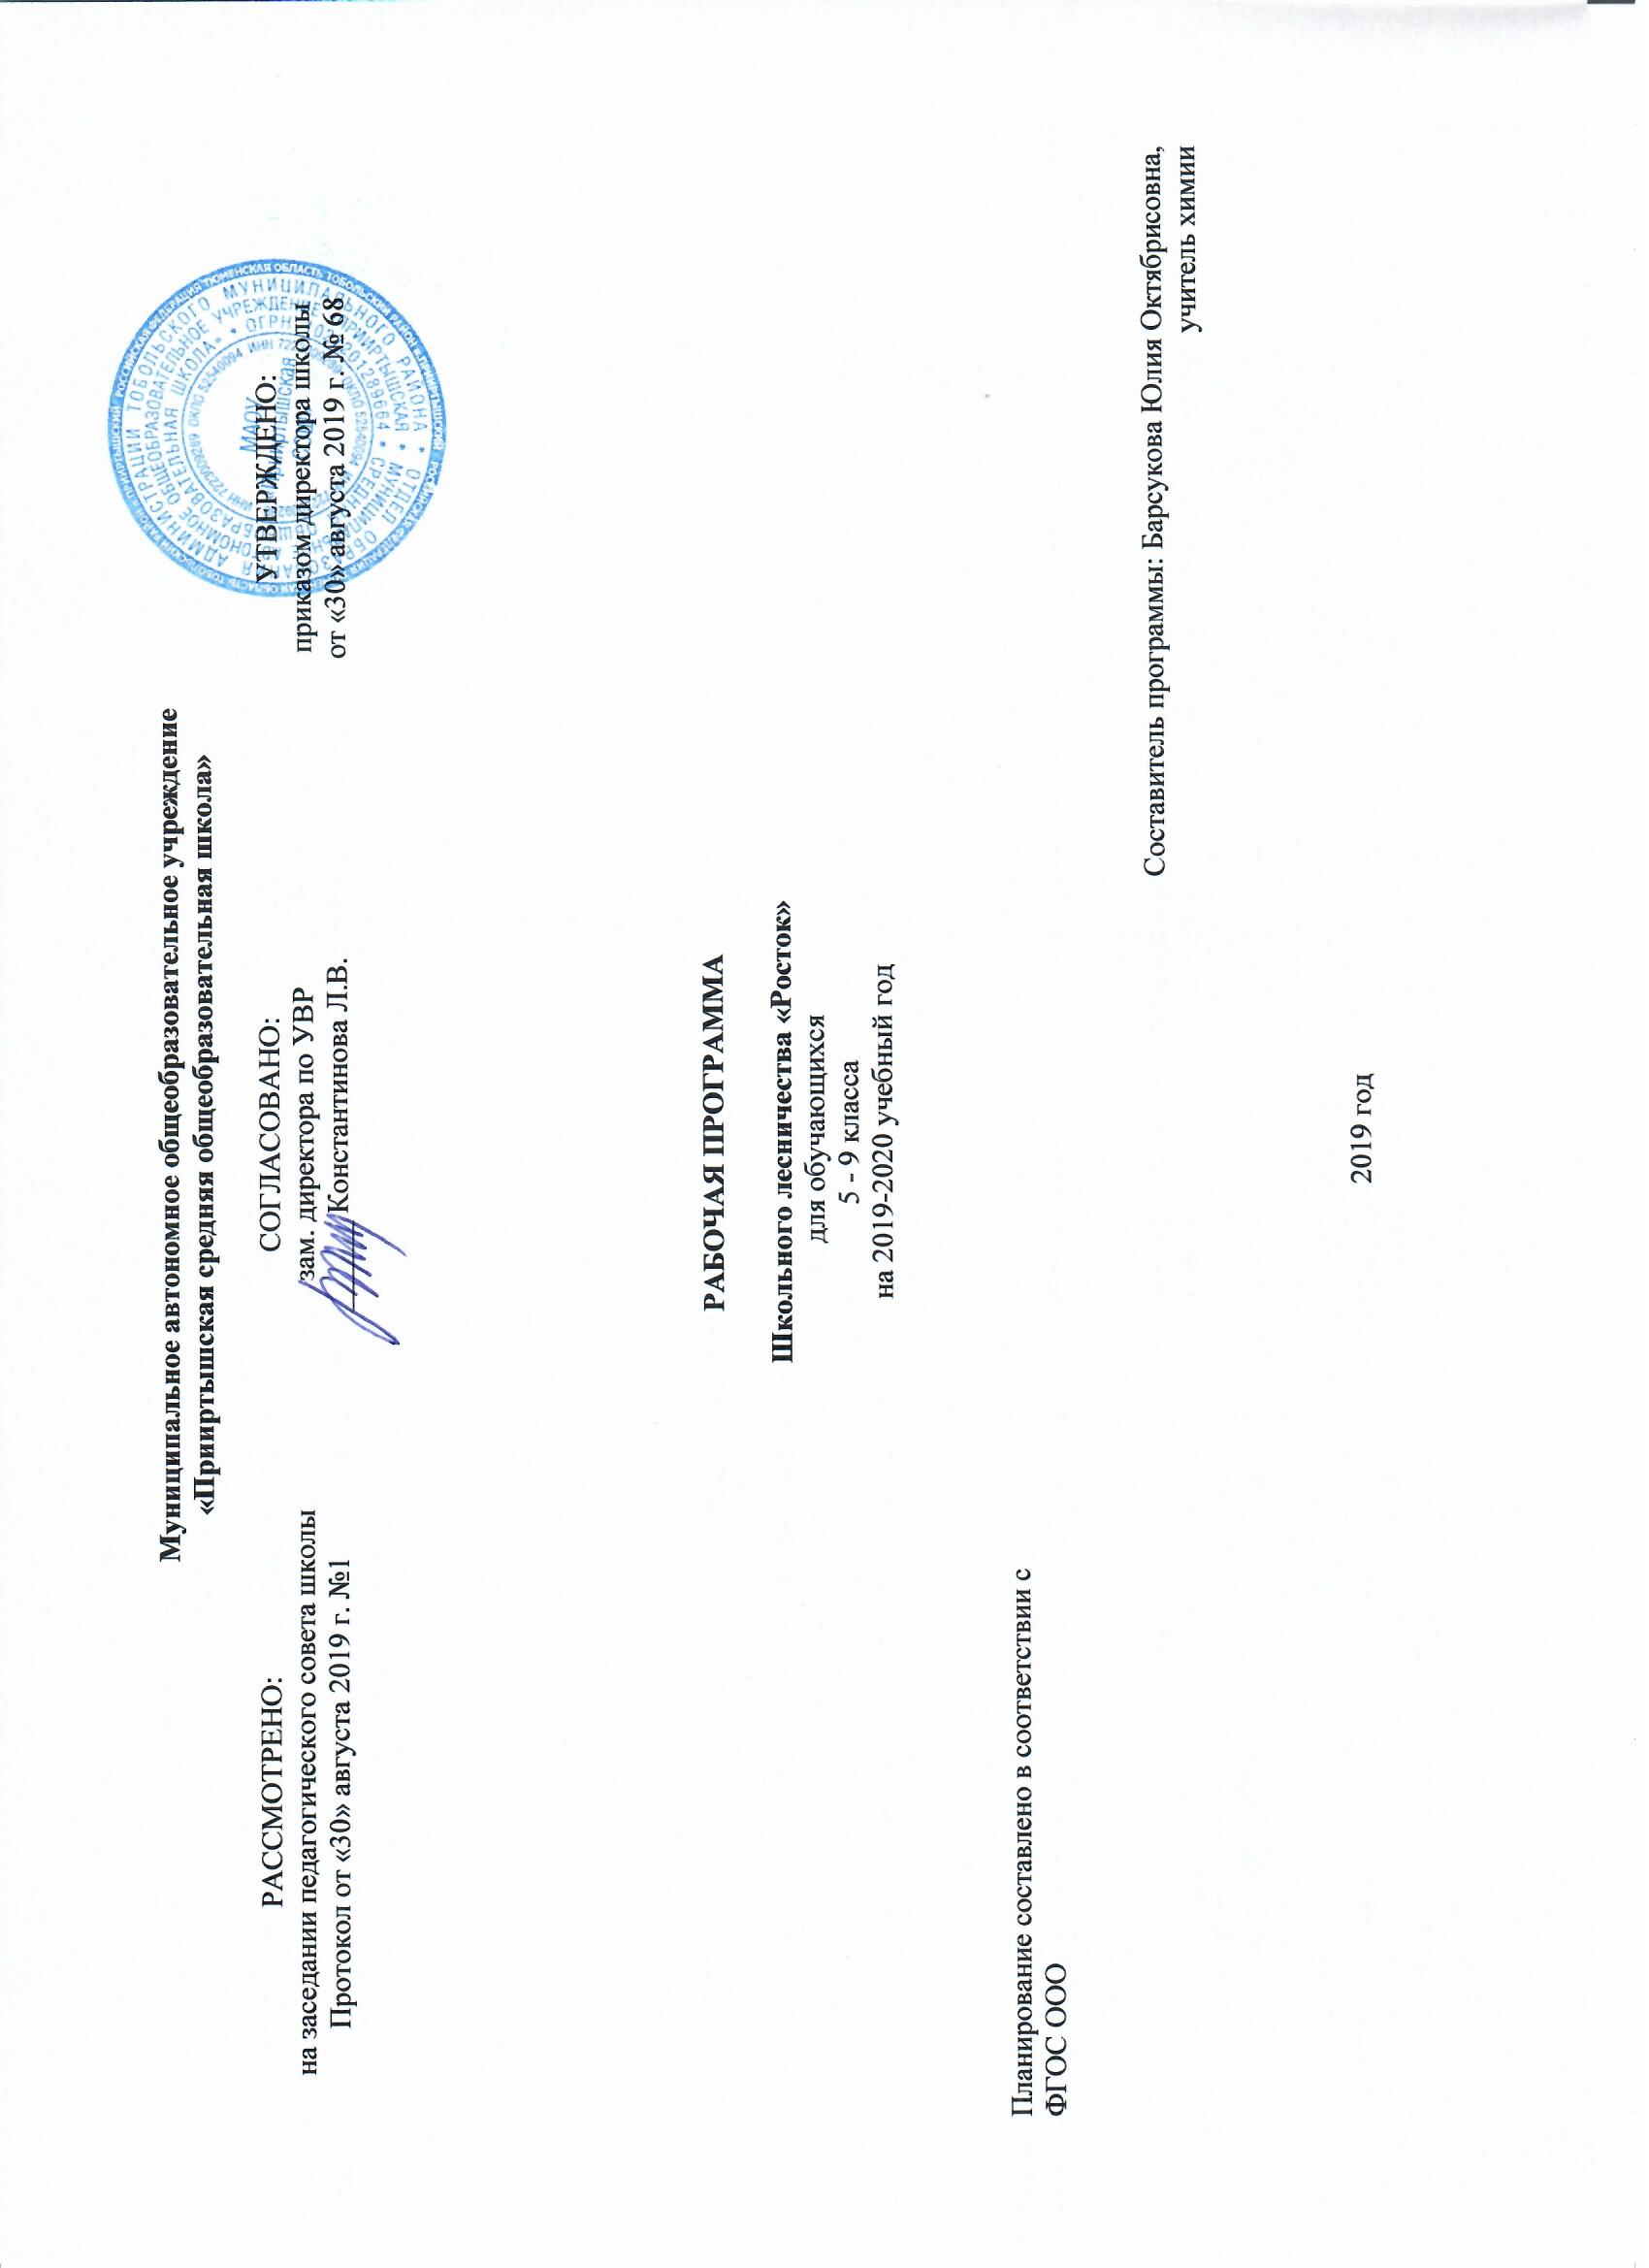 Муниципальное автономное общеобразовательное учреждение
«Прииртышская средняя общеобразовательная школа»
РАССМОТРЕНО:
на заседании педагогического совета школы
Протокол от «30» августа 2019 г. №1
СОГЛАСОВАНО:
зам. директора по УВР
Константинова Л.В.
УТВЕРЖДЕНО:
приказом директора школы
от «30» августа 2019 г. № 68
РАБОЧАЯ ПРОГРАММА
Школьного лесничества «Росток»
для обучающихся
5 - 9 класса
на 2019-2020 учебный год
Планирование составлено в соответствии с
ФГОС ООО
Составитель программы: Барсукова Юлия Октябрисовна,
учитель химии
2019 год